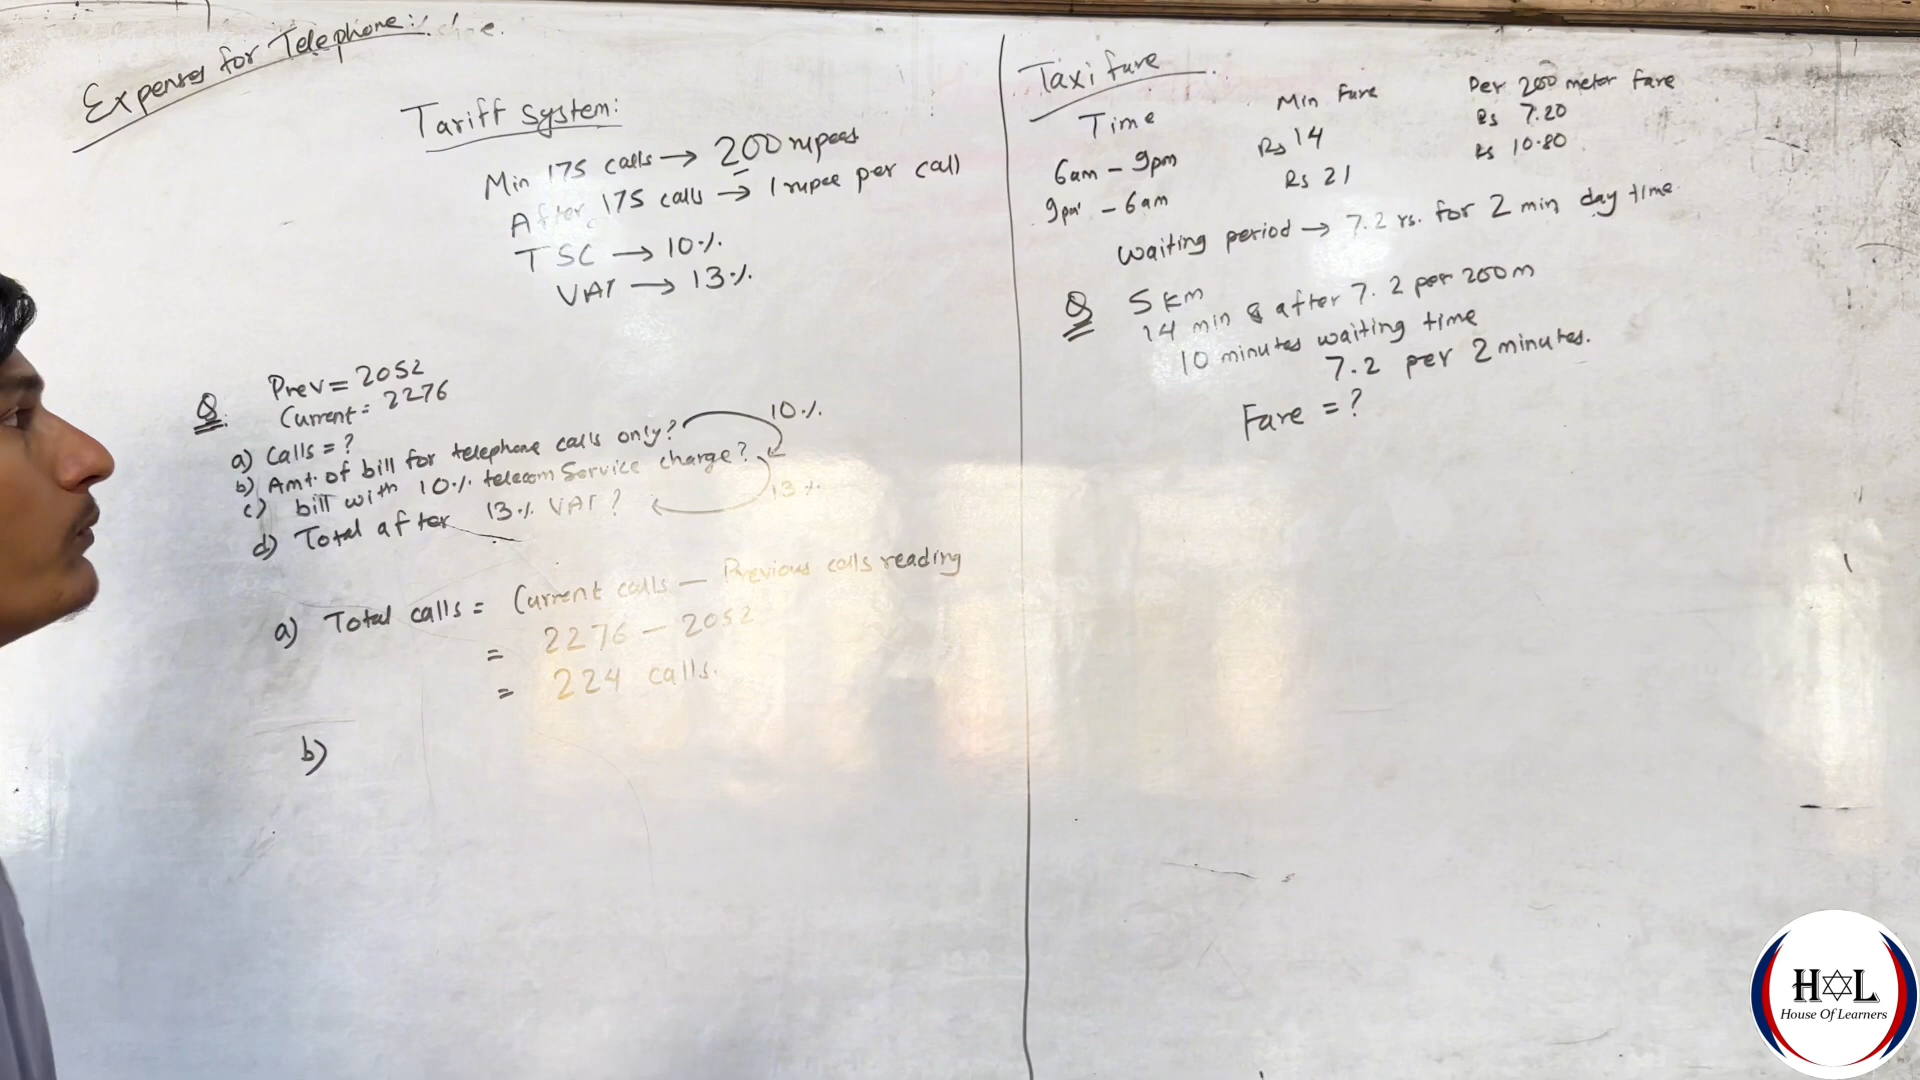 Expenses for Telephone:
Tariff system:
Min 175 calls → 200 rupees
After 175 calls → 1 rupee per call
TSC → 10%
VAT → 13%
Q. Prev = 2052
Current = 2276
a) Calls = ?
b) Amt. of bill for telephone calls only? 10%
c) bill with 10% telecom service charge?
13%
d) Total after 13% VAT?
a) Total calls = Current calls — Previous calls reading
= 2276 — 2052
= 224 calls.
b)
Taxi fare
Time Min Fare Per 200 meter fare
6am - 9pm Rs 14 Rs 7.20
9pm - 6am Rs 21 Rs 10.80
Waiting period → 7.2 rs. for 2 min day time
Q 5 km
14 min & after 7.2 per 200 m
10 minutes waiting time
7.2 per 2 minutes.
Fare = ?
H L
House Of Learners